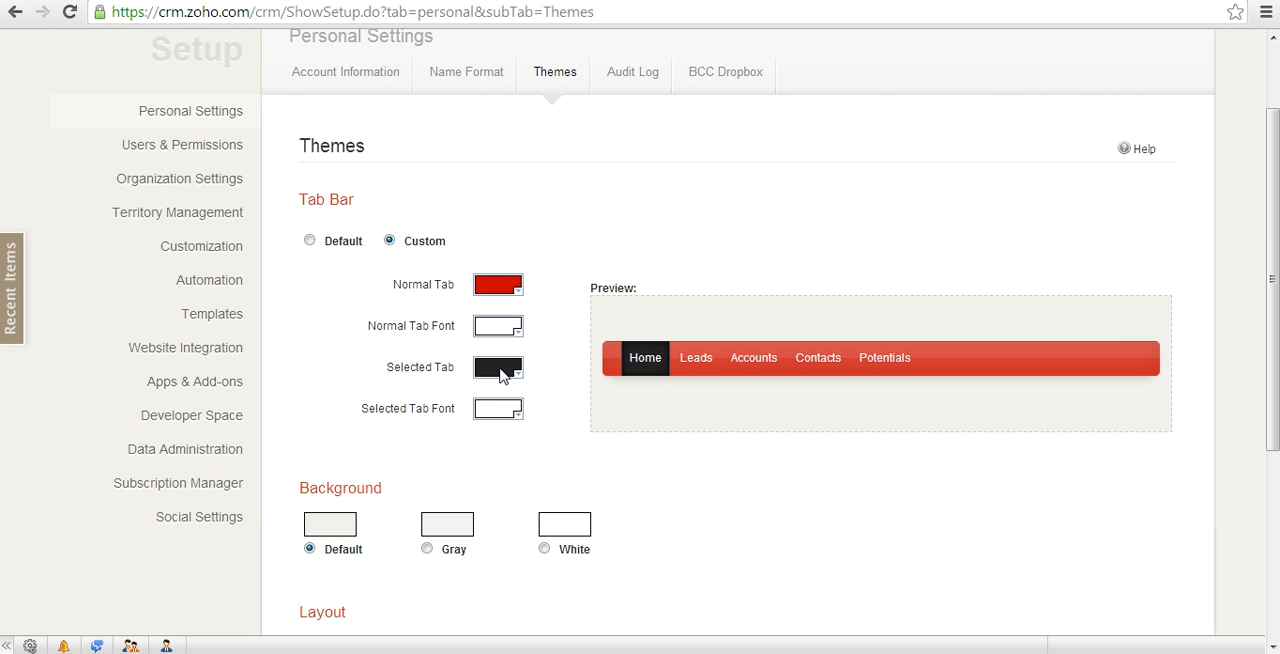 https://crm.zoho.com/crm/ShowSetup.do?tab=personal&subTab=Themes
Setup
Personal Settings
Account Information Name Format Themes Audit Log BCC Dropbox
Personal Settings
Users & Permissions
Organization Settings
Territory Management
Customization
Automation
Templates
Website Integration
Apps & Add-ons
Developer Space
Data Administration
Subscription Manager
Social Settings
Recent Items
Themes
Help
Tab Bar
Default Custom
Normal Tab
Normal Tab Font
Selected Tab
Selected Tab Font
Preview:
Home Leads Accounts Contacts Potentials
Background
Default Gray White
Layout